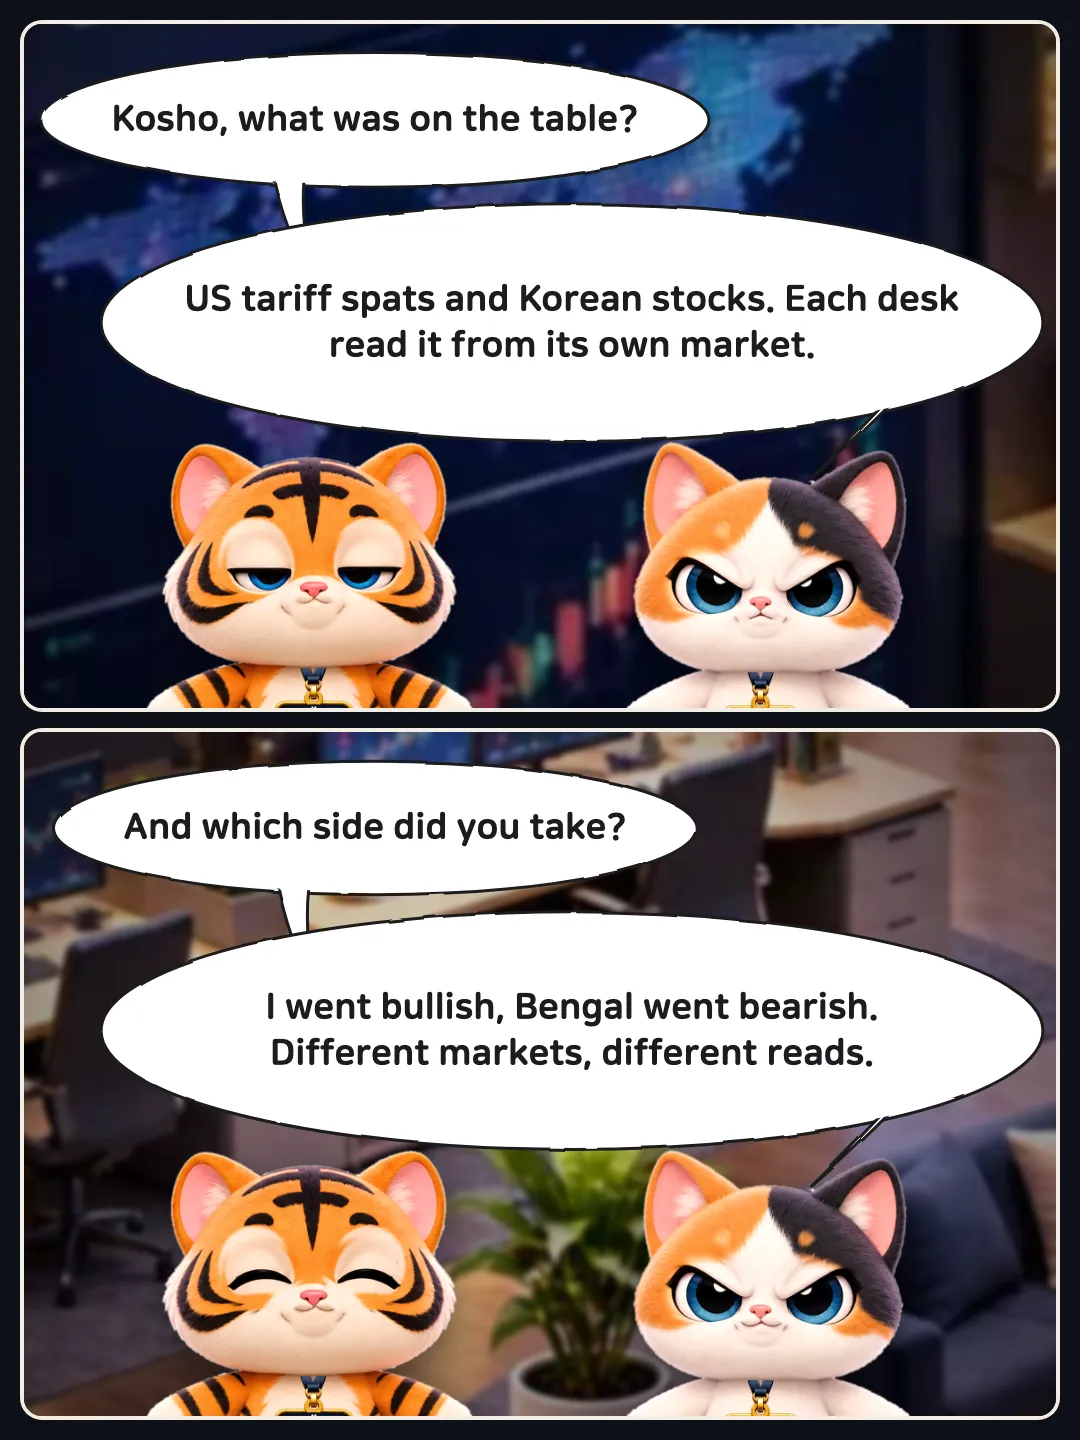 Kosho, what was on the table?
US tariff spats and Korean stocks. Each desk
read it from its own market.
And which side did you take?
I went bullish, Bengal went bearish.
Different markets, different reads.